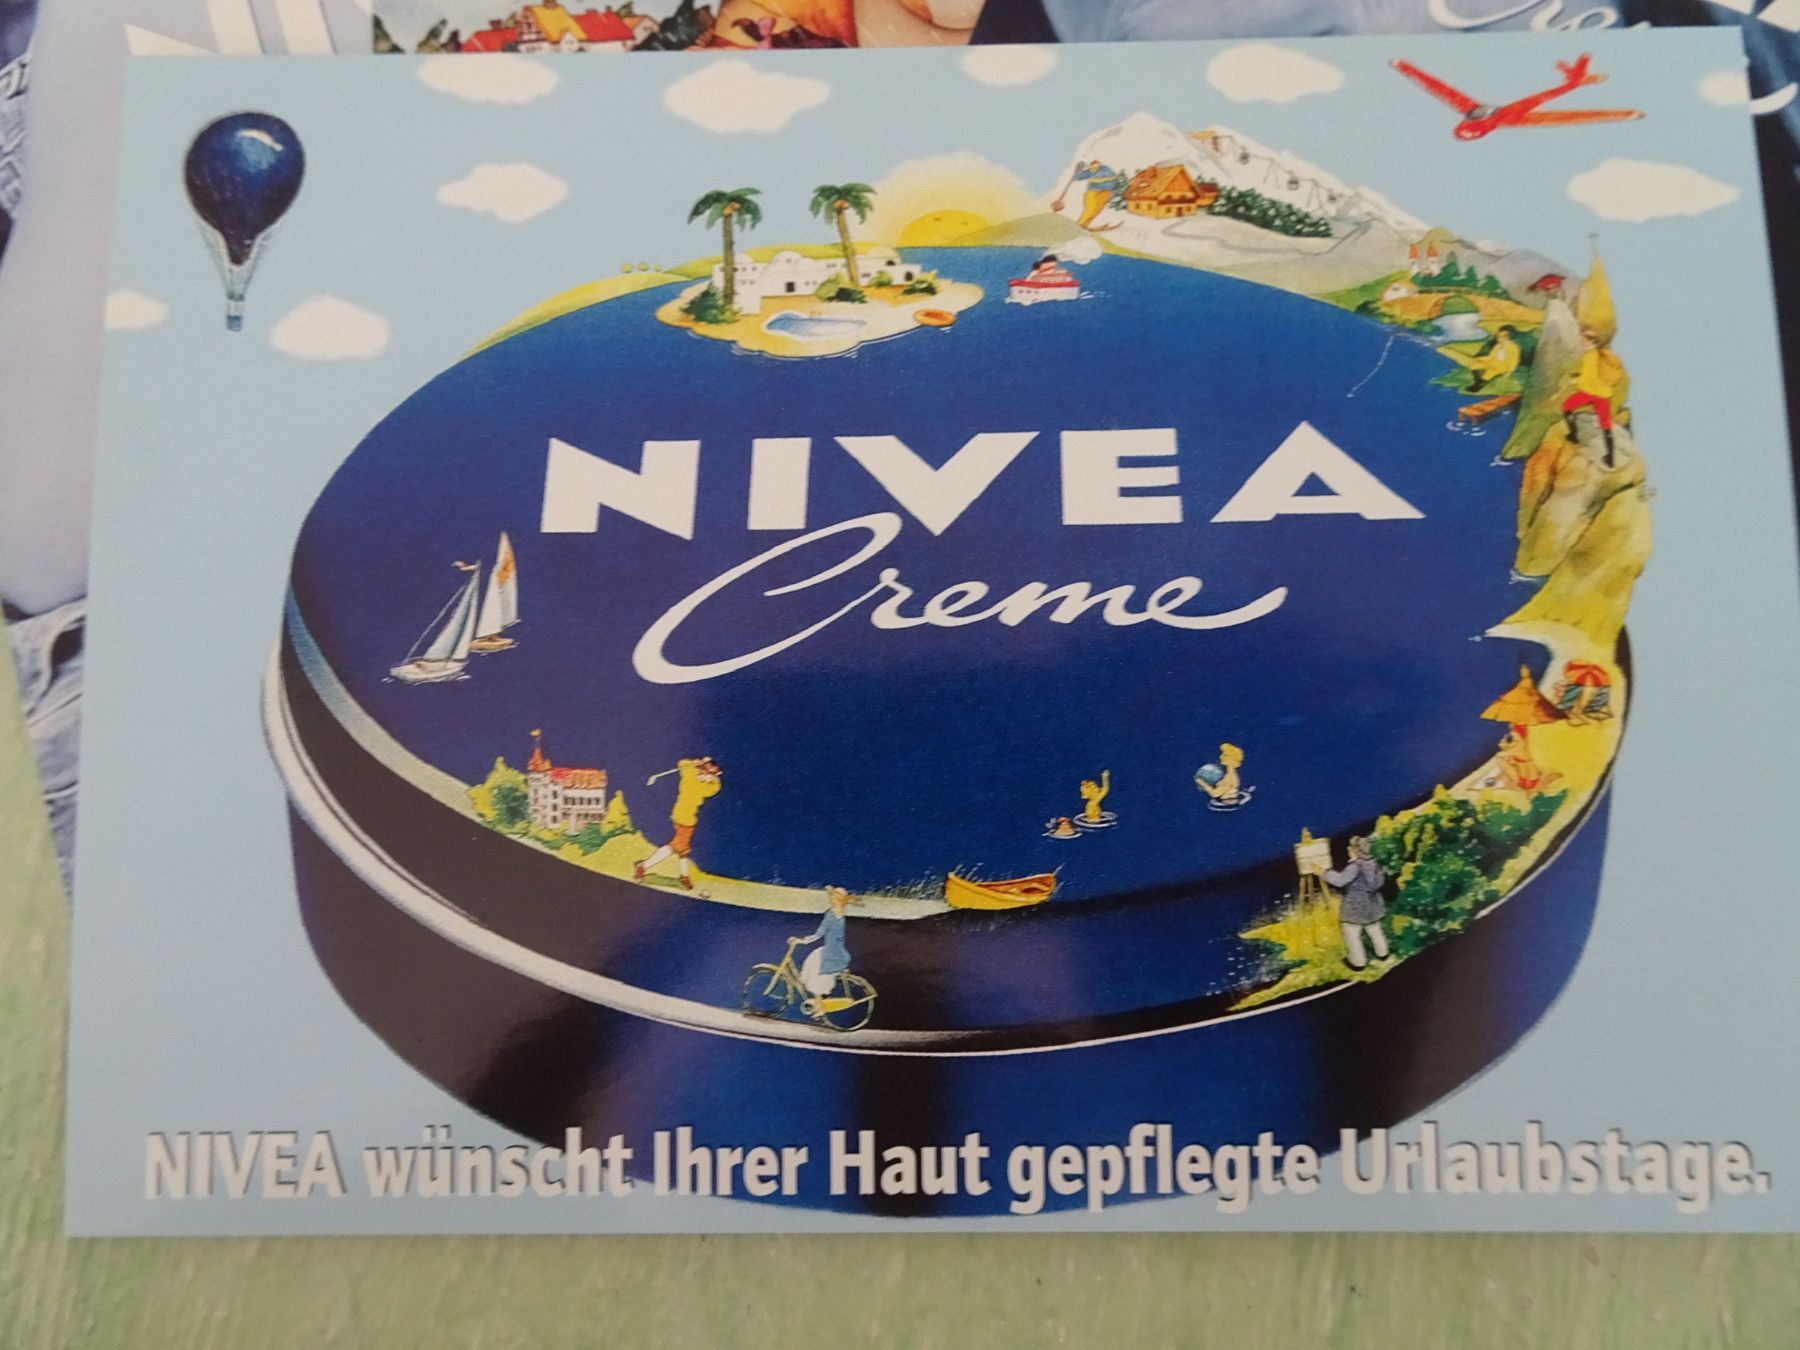 NIVEA
Creme
NIVEA wünscht Ihrer Haut gepflegte Urlaubstage.